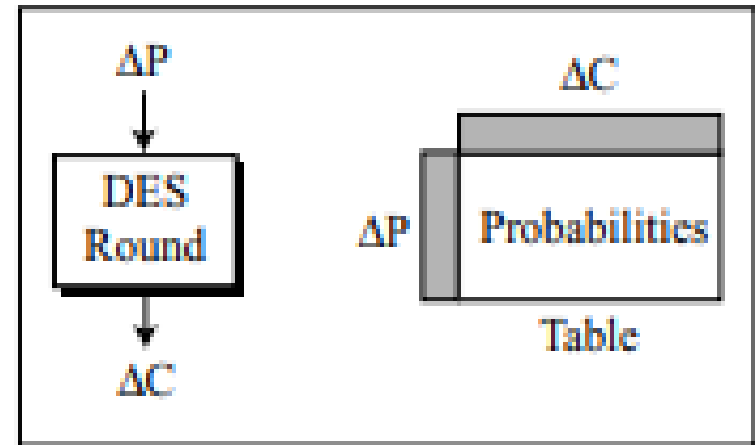 ΔP
DES
Round
ΔC
ΔC
ΔP
Probabilities
Table